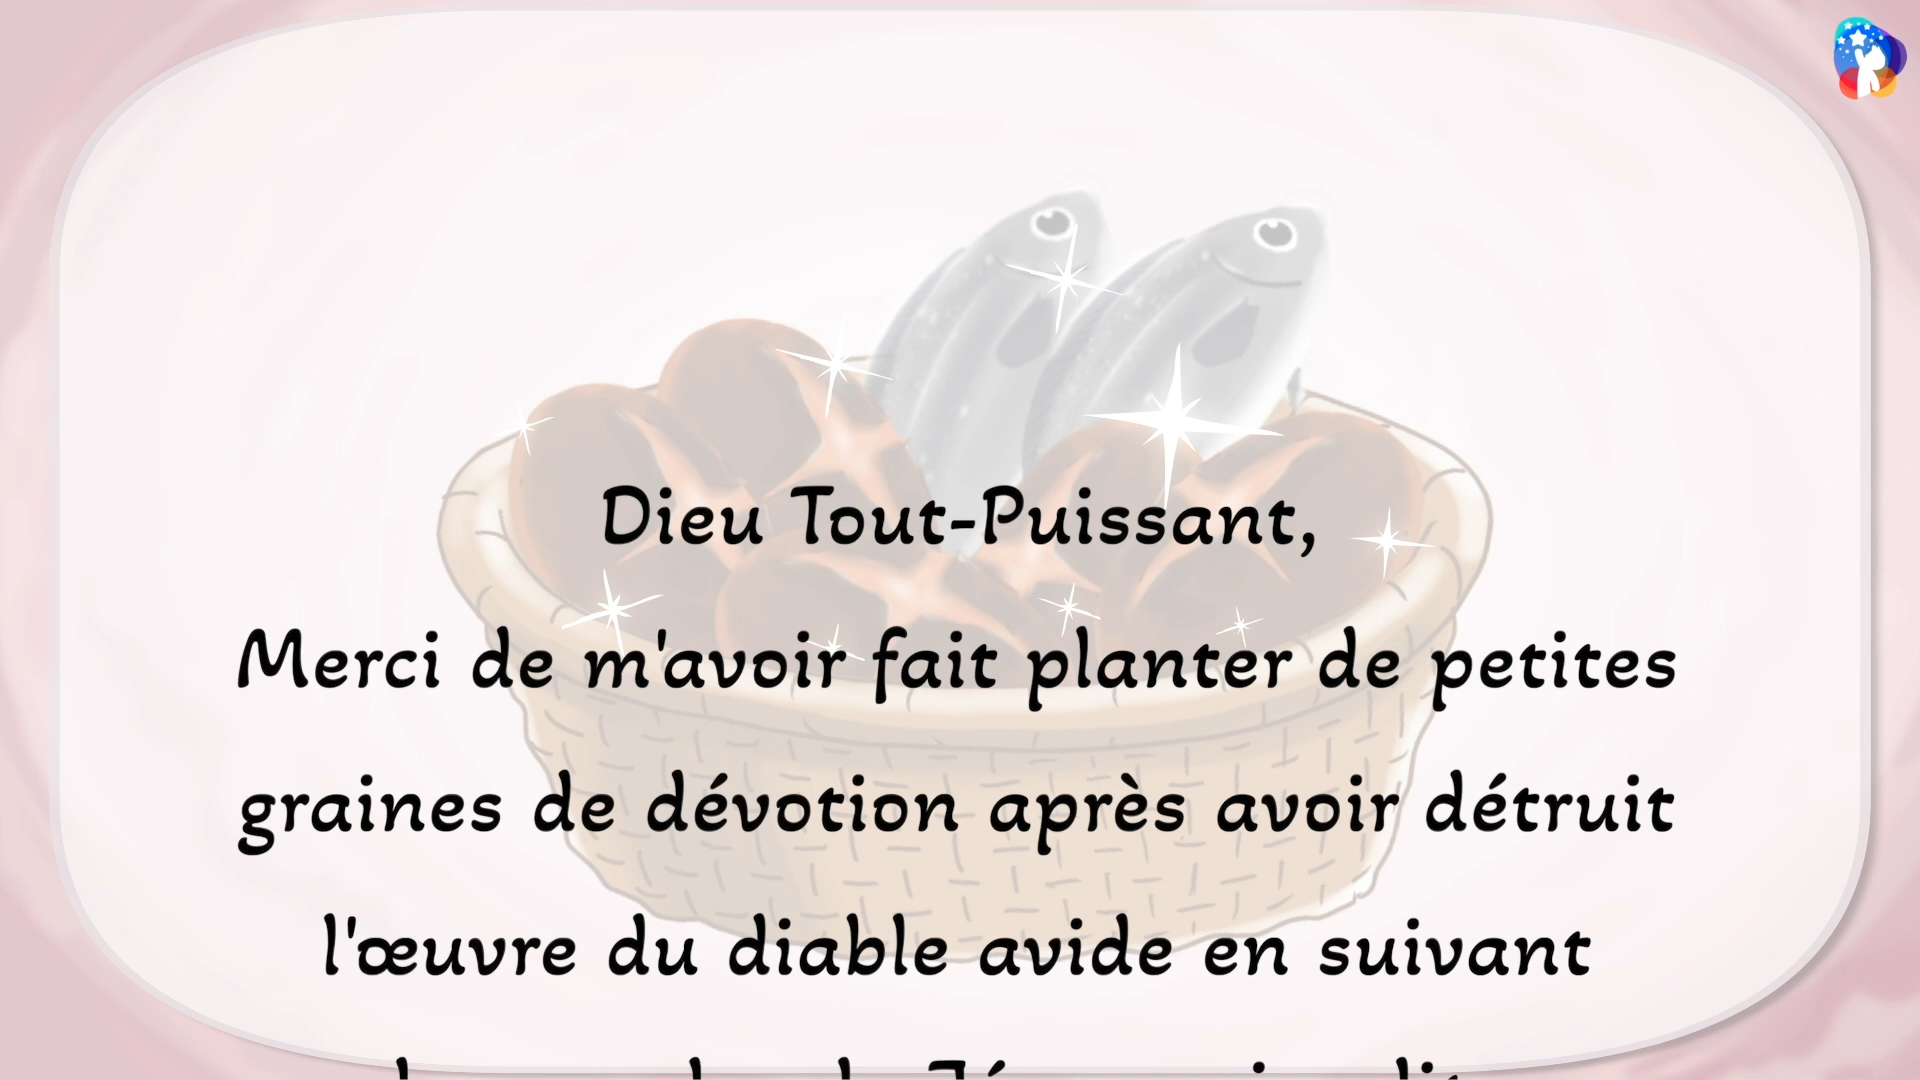 Dieu Tout-Puissant,
Merci de m'avoir fait planter de petites
graines de dévotion après avoir détruit
l'œuvre du diable avide en suivant